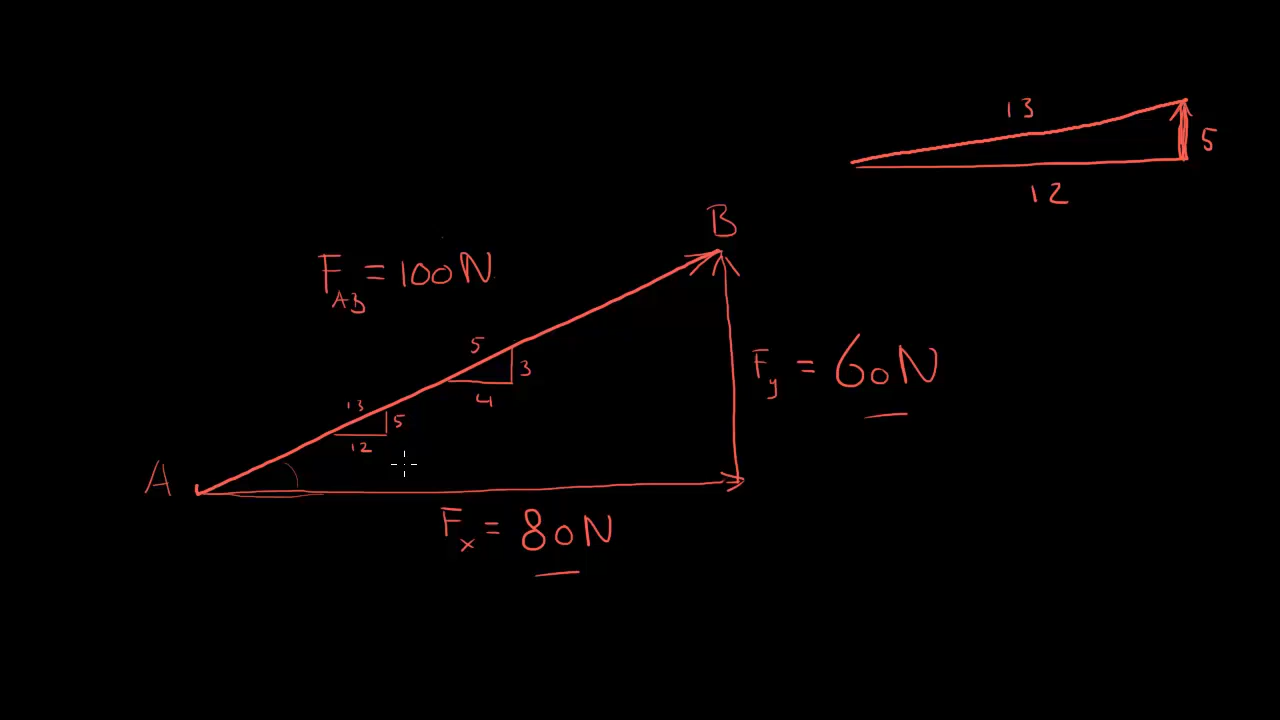 13
5
12
B
F_AB = 100N
5
3
4
F_y = 60N
13
5
12
A
F_x = 80N